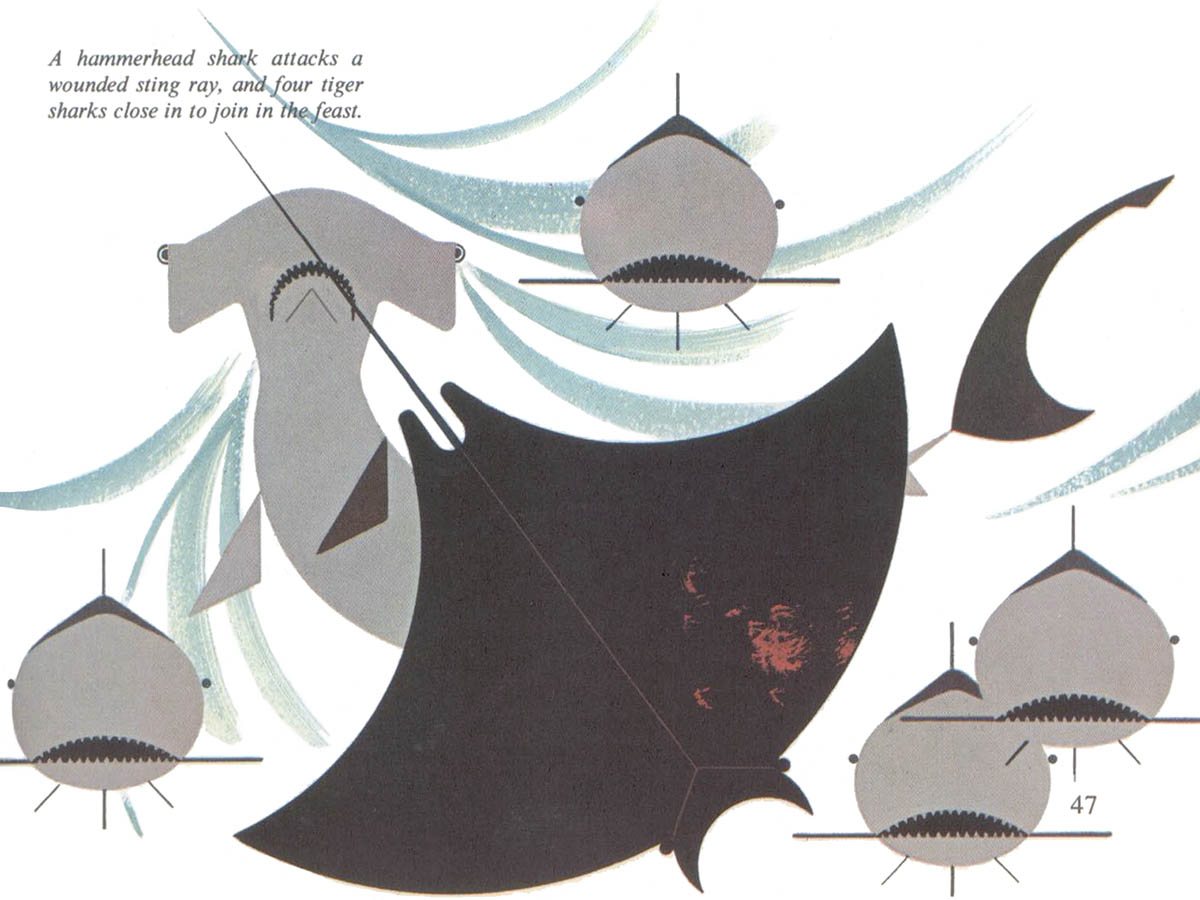 A hammerhead shark attacks a
wounded sting ray, and four tiger
sharks close in to join in the feast.
47